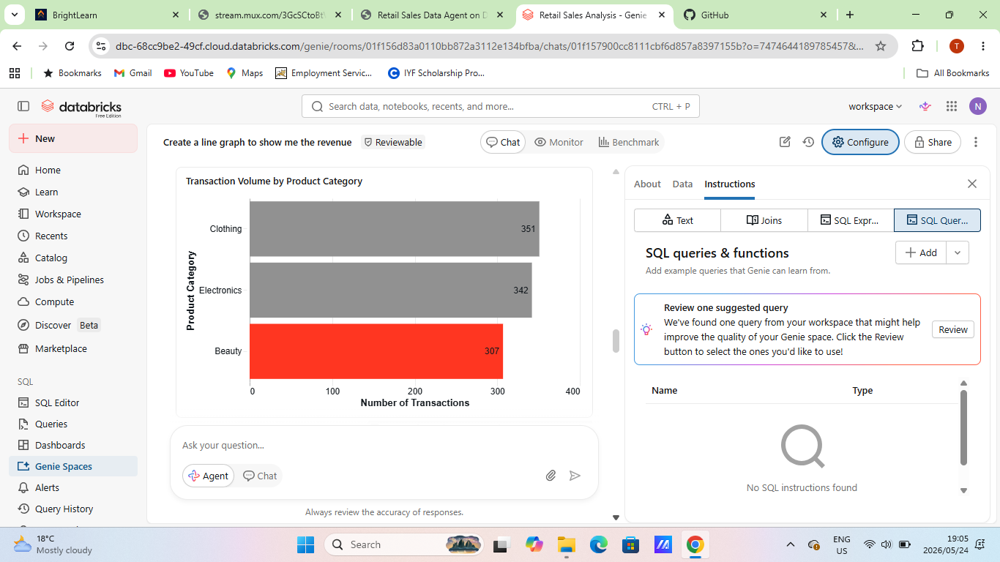 BrightLearn
stream.mux.com/3GcSCtoBt
Retail Sales Data Agent on D
Retail Sales Analysis - Genie
GitHub
dbc-68cc9be2-49cf.cloud.databricks.com/genie/rooms/01f156d83a0110bb872a3112e134bfba/chats/01f157900cc8111cbf6d857a8397155b?o=7474644189785457&...
T
Bookmarks
Gmail
YouTube
Maps
Employment Servic...
IYF Scholarship Pro...
All Bookmarks
databricks
Free Edition
Search data, notebooks, recents, and more...
CTRL + P
workspace
N
New
Home
Learn
Workspace
Recents
Catalog
Jobs & Pipelines
Compute
Discover Beta
Marketplace
SQL
SQL Editor
Queries
Dashboards
Genie Spaces
Alerts
Query History
Create a line graph to show me the revenue
Reviewable
Chat
Monitor
Benchmark
Configure
Share
Transaction Volume by Product Category
Product Category
Clothing
351
Electronics
342
Beauty
307
0 100 200 300 400
Number of Transactions
Ask your question...
Agent
Chat
Always review the accuracy of responses.
About
Data
Instructions
Text
Joins
SQL Expr...
SQL Quer...
SQL queries & functions
Add
Add example queries that Genie can learn from.
Review one suggested query
We've found one query from your workspace that might help
improve the quality of your Genie space. Click the Review
button to select the ones you'd like to use!
Review
Name
Type
No SQL instructions found
18°C
Mostly cloudy
Search
ENG
US
19:05
2026/05/24